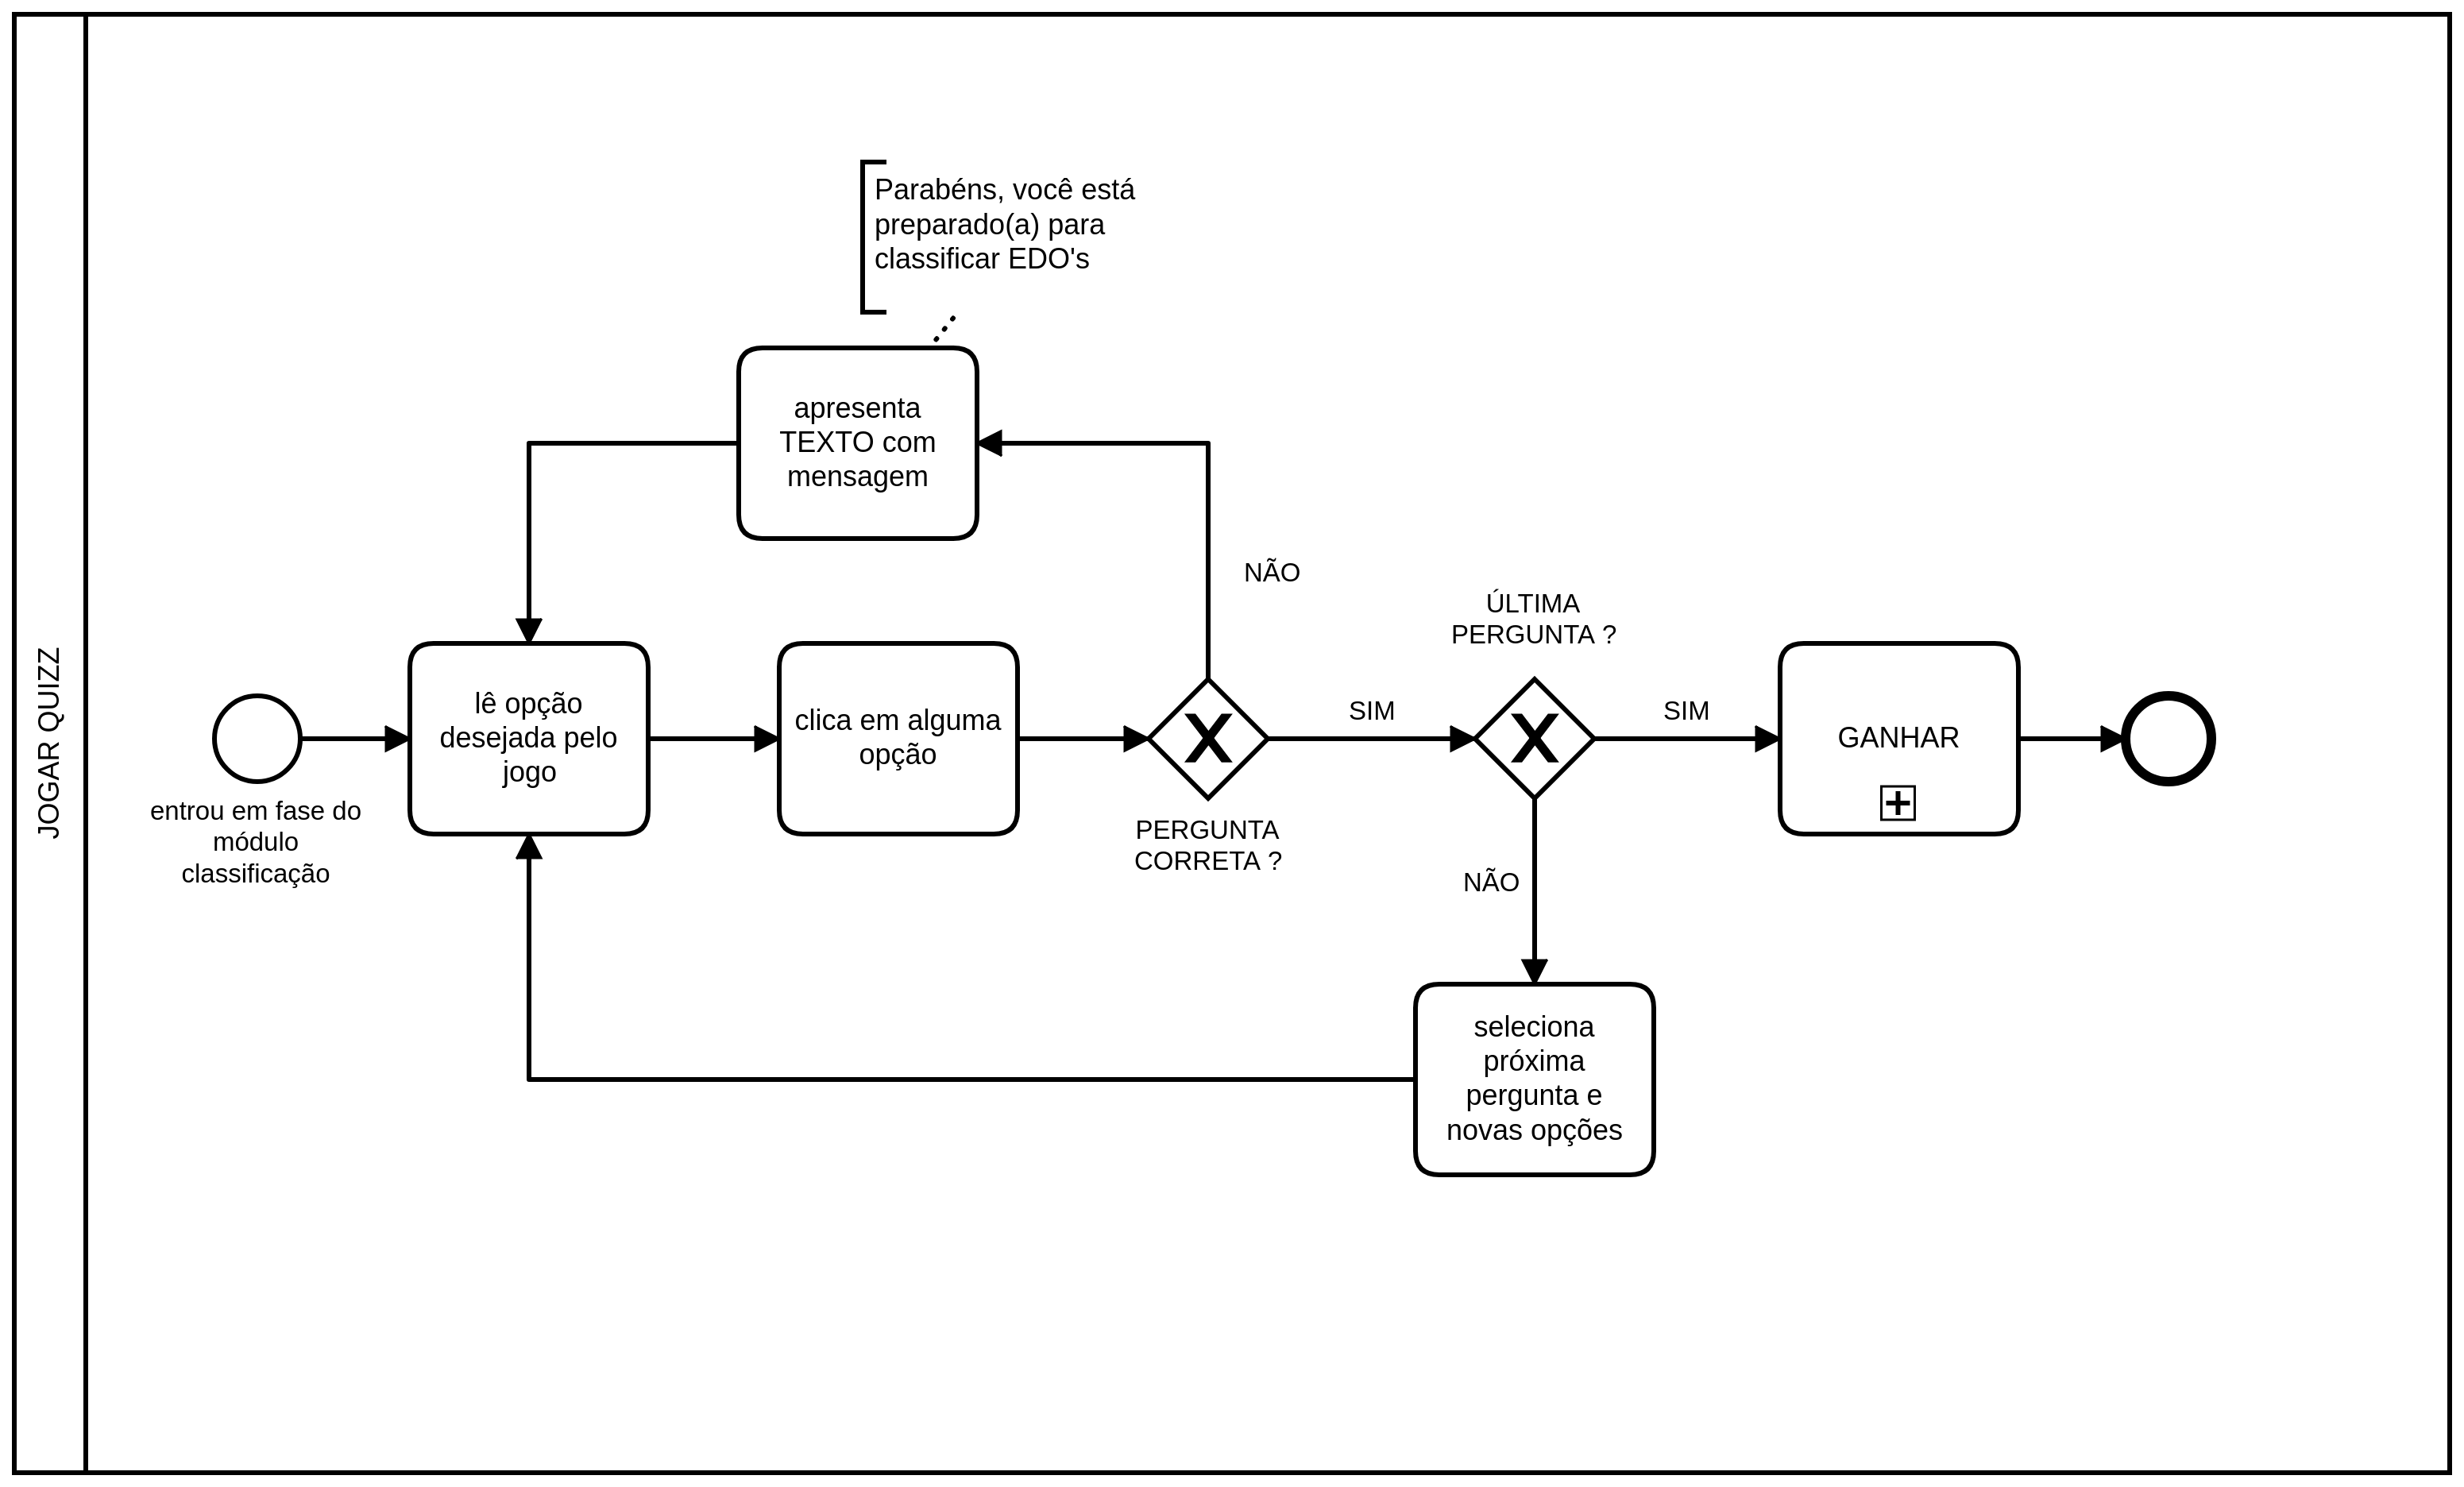 JOGAR QUIZZ
Parabéns, você está
preparado(a) para
classificar EDO's
apresenta
TEXTO com
mensagem
NÃO
ÚLTIMA
PERGUNTA ?
entrou em fase do
módulo
classificação
lê opção
desejada pelo
jogo
clica em alguma
opção
X
PERGUNTA
CORRETA ?
SIM
X
SIM
GANHAR
NÃO
seleciona
próxima
pergunta e
novas opções